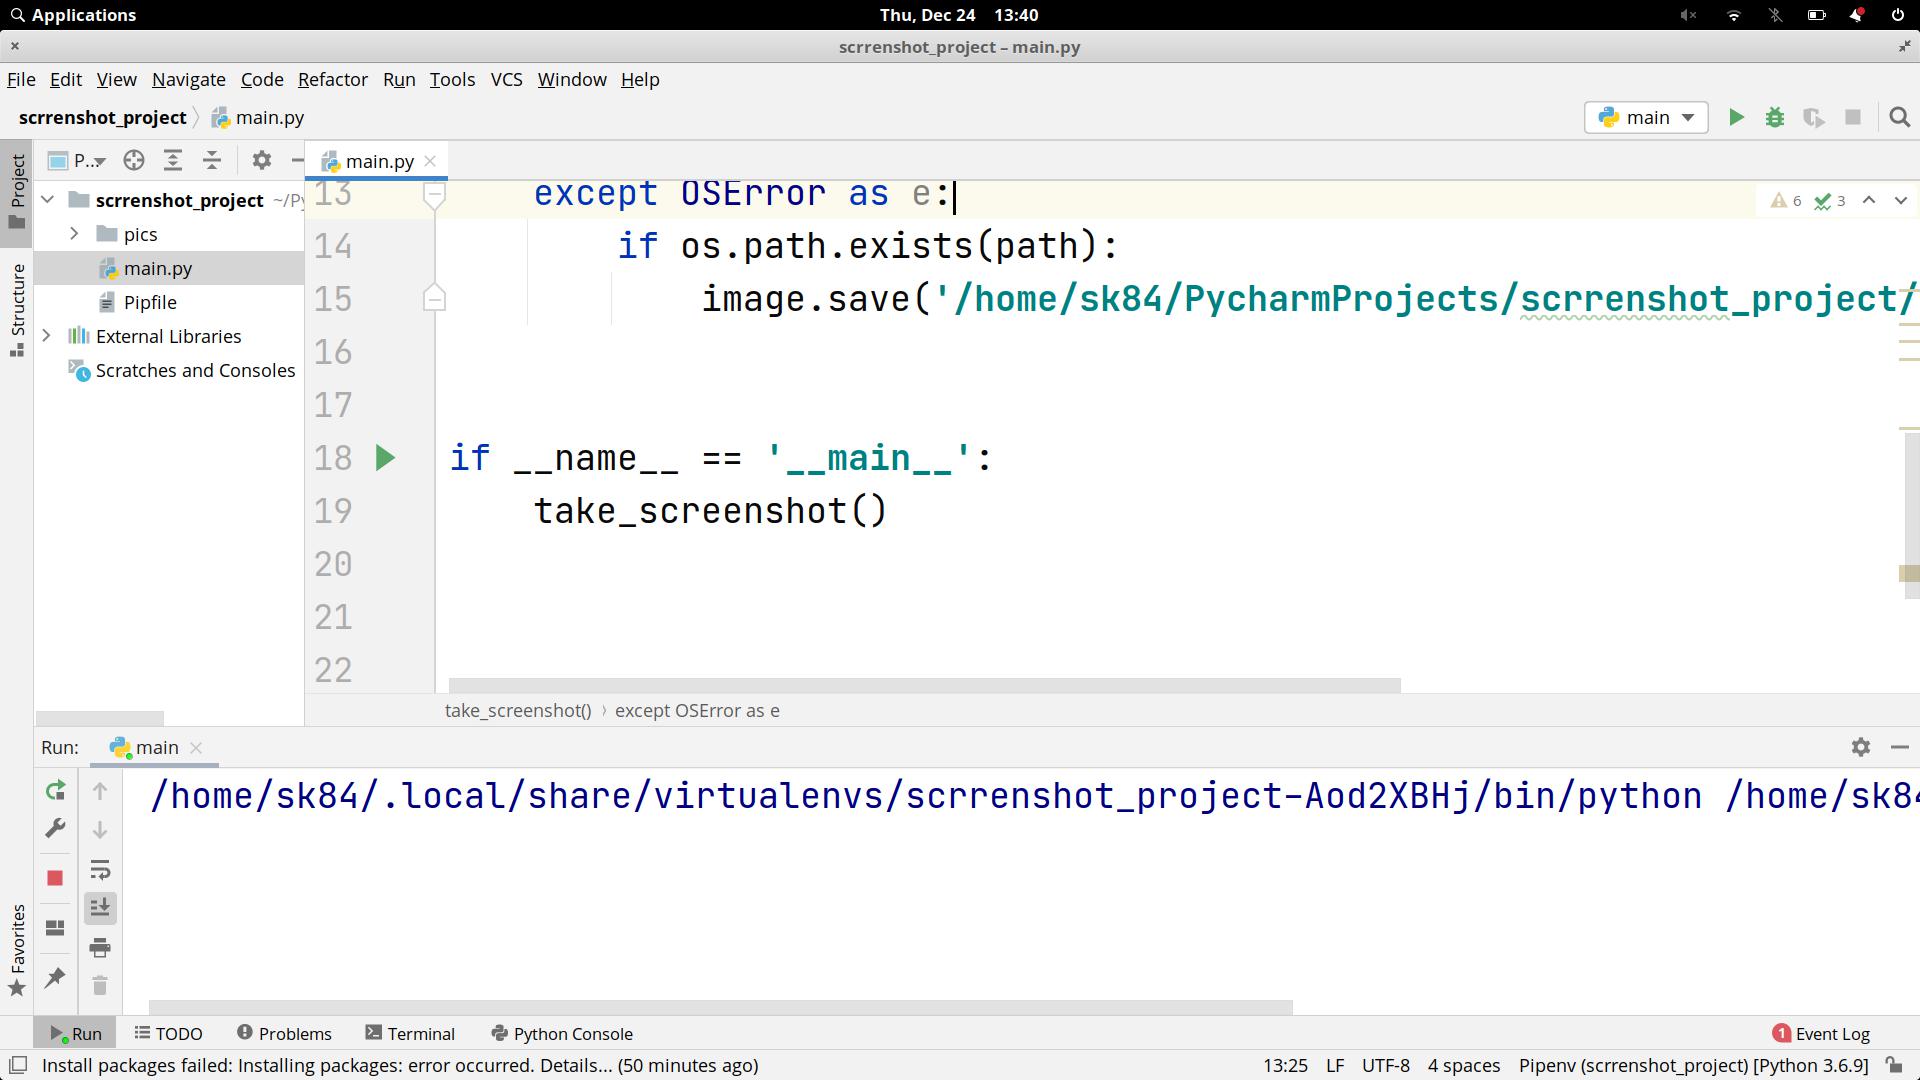 Applications
Thu, Dec 24 13:40
scrrenshot_project – main.py
File Edit View Navigate Code Refactor Run Tools VCS Window Help
scrrenshot_project main.py
main
Project
P...
main.py
scrrenshot_project ~/Py
pics
main.py
Pipfile
External Libraries
Scratches and Consoles
Structure
Favorites
13 except OSError as e:
6 3
14 if os.path.exists(path):
15 image.save('/home/sk84/PycharmProjects/scrrenshot_project/
16
17
18 if __name__ == '__main__':
19 take_screenshot()
20
21
22
take_screenshot() › except OSError as e
Run: main
/home/sk84/.local/share/virtualenvs/scrrenshot_project-Aod2XBHj/bin/python /home/sk84
Run TODO Problems Terminal Python Console
1 Event Log
Install packages failed: Installing packages: error occurred. Details... (50 minutes ago)
13:25 LF UTF-8 4 spaces Pipenv (scrrenshot_project) [Python 3.6.9]